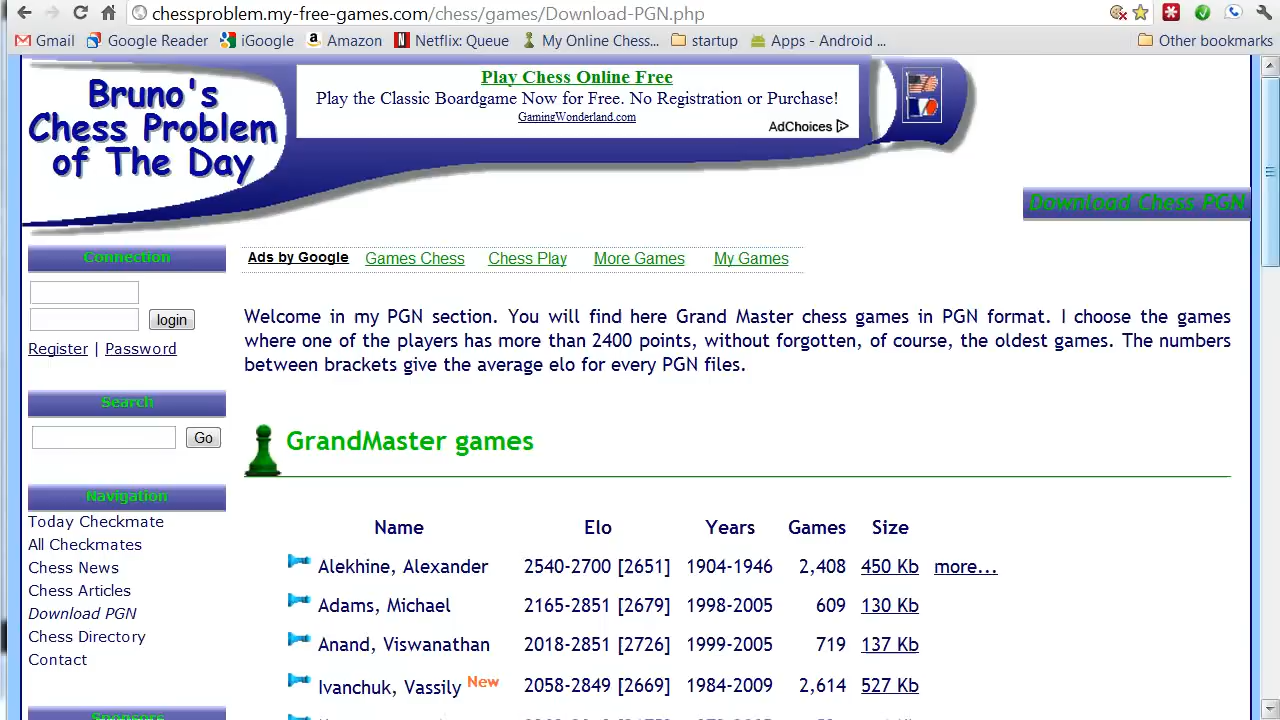 chessproblem.my-free-games.com/chess/games/Download-PGN.php
Gmail Google Reader iGoogle Amazon Netflix: Queue My Online Chess... startup Apps - Android ... Other bookmarks
Bruno's
Chess Problem
of The Day
Play Chess Online Free
Play the Classic Boardgame Now for Free. No Registration or Purchase!
GamingWonderland.com
AdChoices
Download Chess PGN
Connection
login
Register | Password
Search
Go
Navigation
Today Checkmate
All Checkmates
Chess News
Chess Articles
Download PGN
Chess Directory
Contact
Sponsors
Ads by Google Games Chess Chess Play More Games My Games
Welcome in my PGN section. You will find here Grand Master chess games in PGN format. I choose the games
where one of the players has more than 2400 points, without forgotten, of course, the oldest games. The numbers
between brackets give the average elo for every PGN files.
GrandMaster games
Name Elo Years Games Size
Alekhine, Alexander 2540-2700 [2651] 1904-1946 2,408 450 Kb more...
Adams, Michael 2165-2851 [2679] 1998-2005 609 130 Kb
Anand, Viswanathan 2018-2851 [2726] 1999-2005 719 137 Kb
Ivanchuk, Vassily New 2058-2849 [2669] 1984-2009 2,614 527 Kb